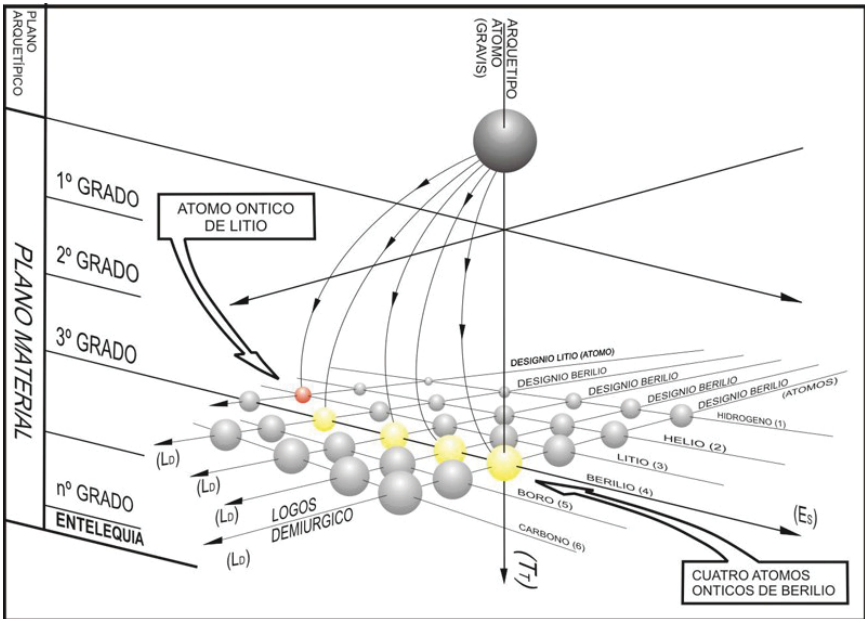 PLANO
ARQUETÍPICO
ARQUETIPO
ATOMO
(GRAVIS)
1º GRADO
ATOMO ONTICO
DE LITIO
2º GRADO
PLANO MATERIAL
3º GRADO
DESIGNIO LITIO (ATOMO)
DESIGNIO BERILIO
DESIGNIO BERILIO
DESIGNIO BERILIO
DESIGNIO BERILIO
(ATOMOS)
HIDROGENO (1)
HELIO (2)
LITIO (3)
BERILIO (4)
BORO (5)
CARBONO (6)
(LD)
(LD)
(LD)
(LD)
LOGOS
DEMIURGICO
nº GRADO
ENTELEQUIA
(ES)
(TT)
CUATRO ATOMOS
ONTICOS DE BERILIO